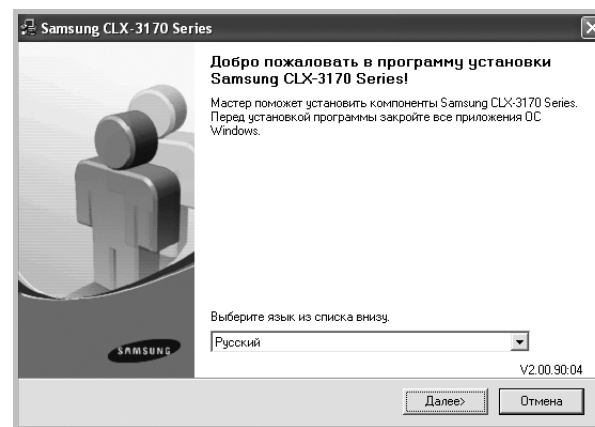 Samsung CLX-3170 Series
Добро пожаловать в программу установки
Samsung CLX-3170 Series!
Мастер поможет установить компоненты Samsung CLX-3170 Series.
Перед установкой программы закройте все приложения ОС
Windows.
Выберите язык из списка внизу.
Русский
SAMSUNG
V2.00.90:04
Далее>
Отмена